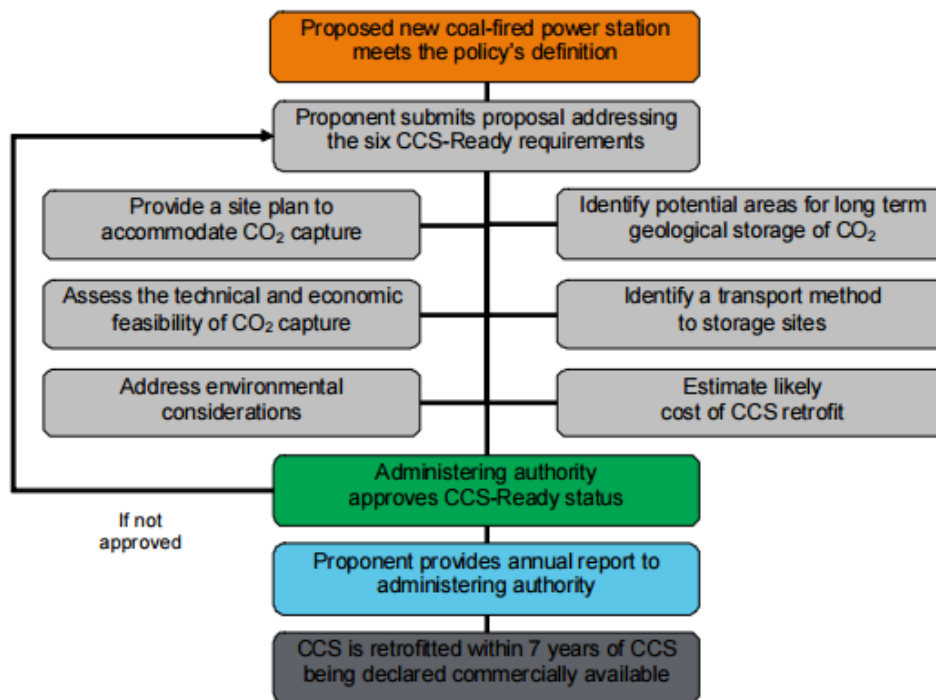 Proposed new coal-fired power station
meets the policy's definition
Proponent submits proposal addressing
the six CCS-Ready requirements
Provide a site plan to
accommodate CO₂ capture
Identify potential areas for long term
geological storage of CO₂
Assess the technical and economic
feasibility of CO₂ capture
Identify a transport method
to storage sites
Address environmental
considerations
Estimate likely
cost of CCS retrofit
Administering authority
approves CCS-Ready status
If not
approved
Proponent provides annual report to
administering authority
CCS is retrofitted within 7 years of CCS
being declared commercially available